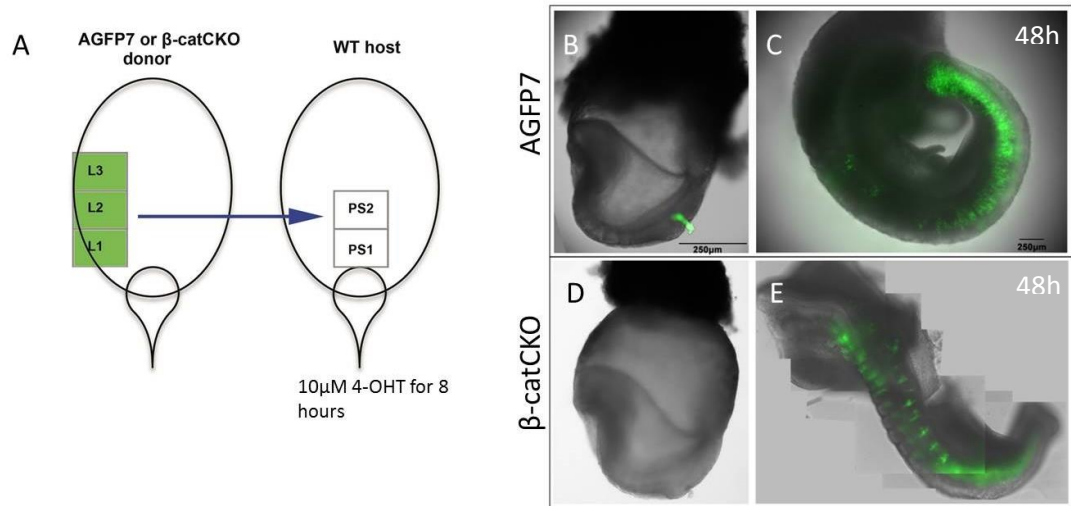 A
AGFP7 or β-catCKO
donor
WT host
L3
L2
L1
PS2
PS1
10µM 4-OHT for 8
hours
AGFP7
B
250µm
C
48h
250µm
β-catCKO
D
E
48h